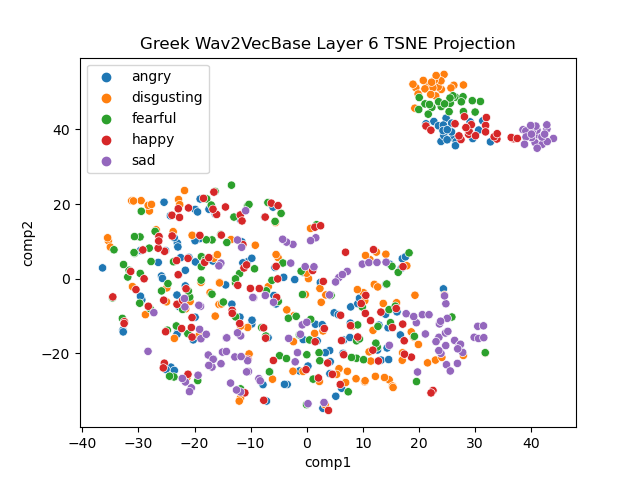 Greek Wav2VecBase Layer 6 TSNE Projection
angry
disgusting
fearful
happy
sad
40
20
0
−20
comp2
−40 −30 −20 −10 0 10 20 30 40
comp1